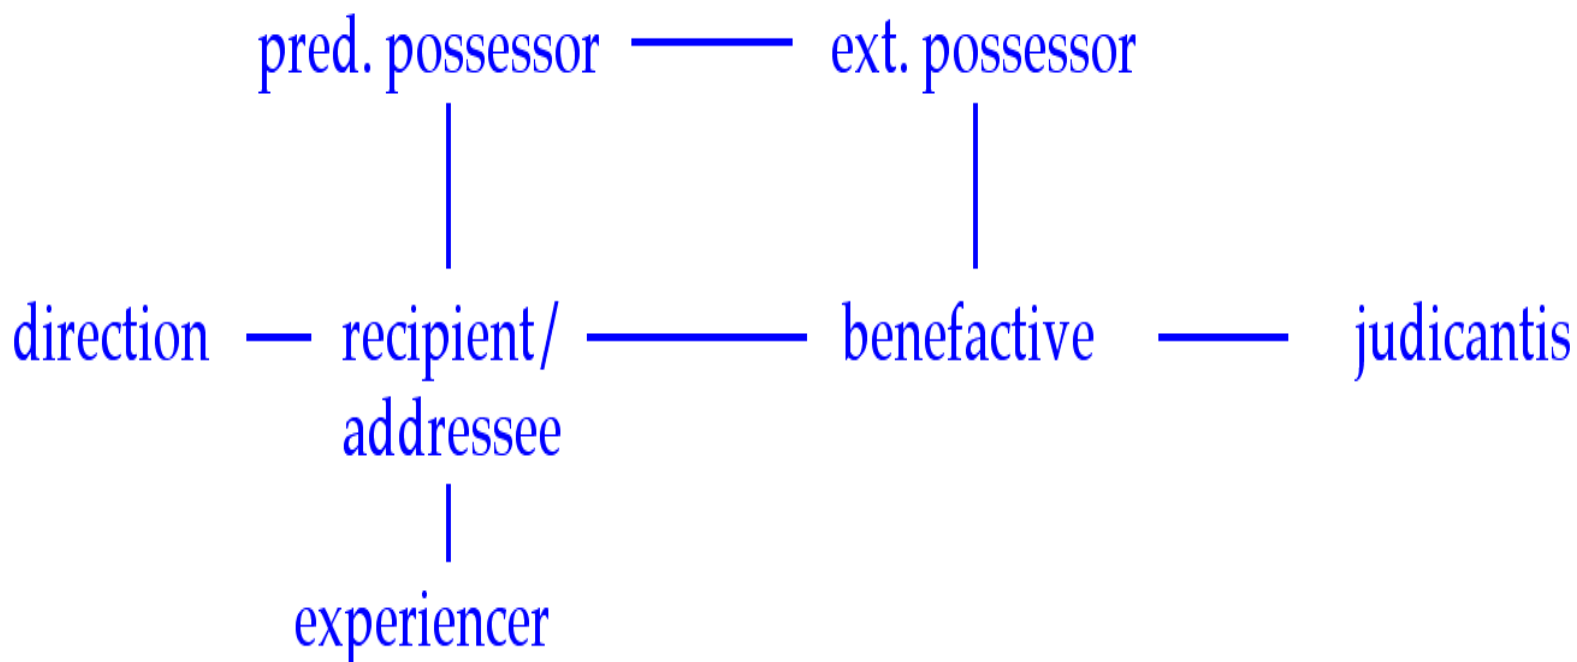 pred. possessor ext. possessor
direction recipient/ benefactive judicantis
addressee
experiencer